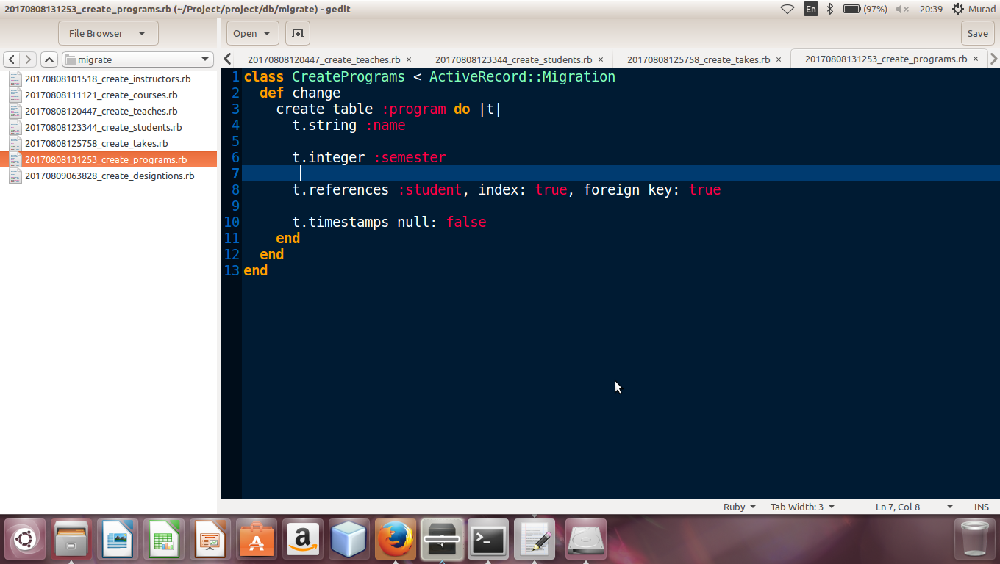 20170808131253_create_programs.rb (~/Project/project/db/migrate) - gedit
En
(97%)
20:39
Murad
File Browser
Open
Save
migrate
20170808120447_create_teaches.rb ×
20170808123344_create_students.rb ×
20170808125758_create_takes.rb ×
20170808131253_create_programs.rb ×
20170808101518_create_instructors.rb
20170808111121_create_courses.rb
20170808120447_create_teaches.rb
20170808123344_create_students.rb
20170808125758_create_takes.rb
20170808131253_create_programs.rb
20170809063828_create_designtions.rb
1 class CreatePrograms < ActiveRecord::Migration
2 def change
3 create_table :program do |t|
4 t.string :name
5
6 t.integer :semester
7
8 t.references :student, index: true, foreign_key: true
9
10 t.timestamps null: false
11 end
12 end
13 end
Ruby
Tab Width: 3
Ln 7, Col 8
INS